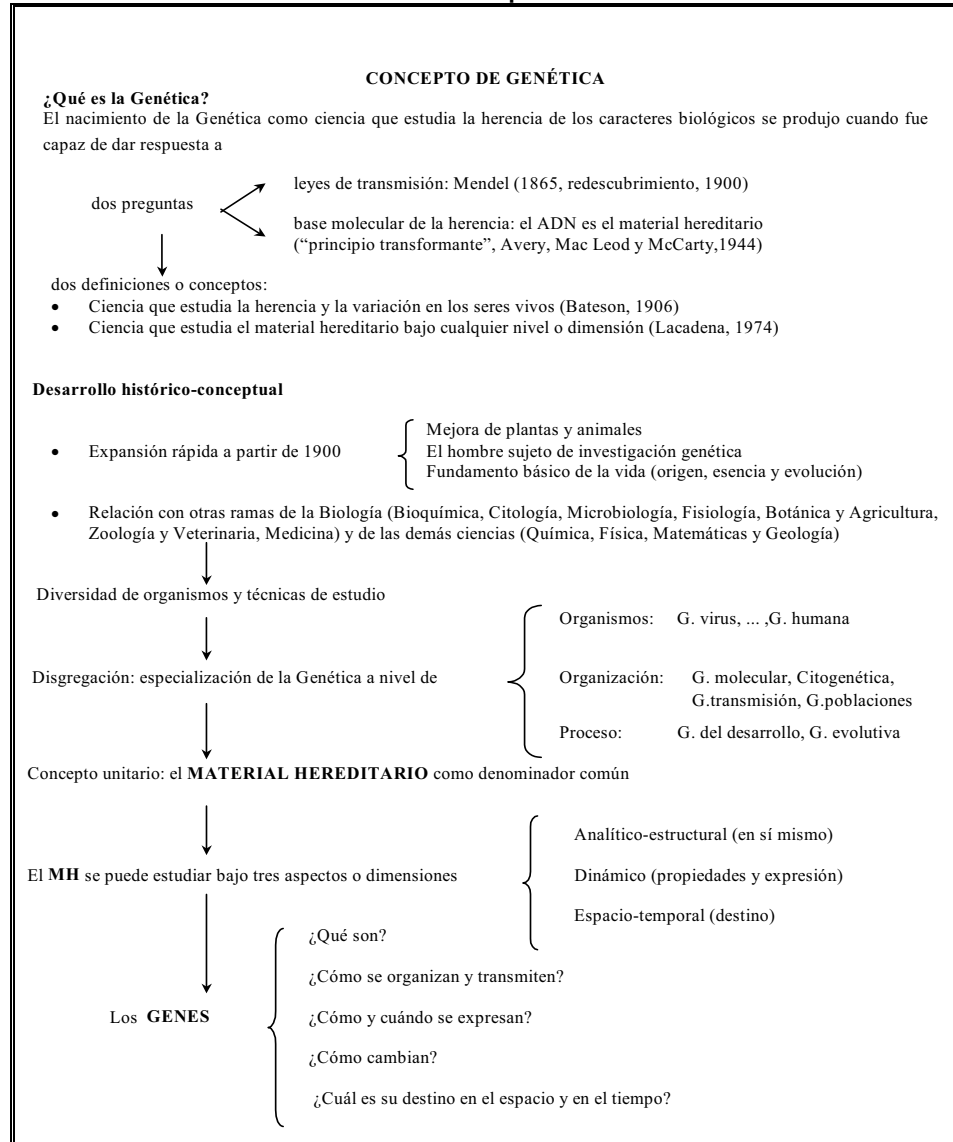 CONCEPTO DE GENÉTICA
¿Qué es la Genética?
El nacimiento de la Genética como ciencia que estudia la herencia de los caracteres biológicos se produjo cuando fue
capaz de dar respuesta a
leyes de transmisión: Mendel (1865, redescubrimiento, 1900)
dos preguntas
base molecular de la herencia: el ADN es el material hereditario
(“principio transformante”, Avery, Mac Leod y McCarty,1944)
dos definiciones o conceptos:
• Ciencia que estudia la herencia y la variación en los seres vivos (Bateson, 1906)
• Ciencia que estudia el material hereditario bajo cualquier nivel o dimensión (Lacadena, 1974)
Desarrollo histórico-conceptual
• Expansión rápida a partir de 1900
Mejora de plantas y animales
El hombre sujeto de investigación genética
Fundamento básico de la vida (origen, esencia y evolución)
• Relación con otras ramas de la Biología (Bioquímica, Citología, Microbiología, Fisiología, Botánica y Agricultura,
Zoología y Veterinaria, Medicina) y de las demás ciencias (Química, Física, Matemáticas y Geología)
Diversidad de organismos y técnicas de estudio
Disgregación: especialización de la Genética a nivel de
Organismos: G. virus, ... ,G. humana
Organización: G. molecular, Citogenética,
G.transmisión, G.poblaciones
Proceso: G. del desarrollo, G. evolutiva
Concepto unitario: el MATERIAL HEREDITARIO como denominador común
El MH se puede estudiar bajo tres aspectos o dimensiones
Analítico-estructural (en sí mismo)
Dinámico (propiedades y expresión)
Espacio-temporal (destino)
Los GENES
¿Qué son?
¿Cómo se organizan y transmiten?
¿Cómo y cuándo se expresan?
¿Cómo cambian?
¿Cuál es su destino en el espacio y en el tiempo?